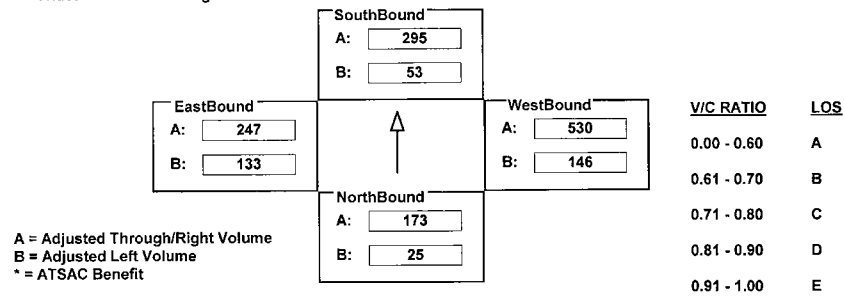 SouthBound
A: 295
B: 53
EastBound
A: 247
B: 133
WestBound
A: 530
B: 146
NorthBound
A: 173
B: 25
A = Adjusted Through/Right Volume
B = Adjusted Left Volume
* = ATSAC Benefit
V/C RATIO LOS
0.00 - 0.60 A
0.61 - 0.70 B
0.71 - 0.80 C
0.81 - 0.90 D
0.91 - 1.00 E